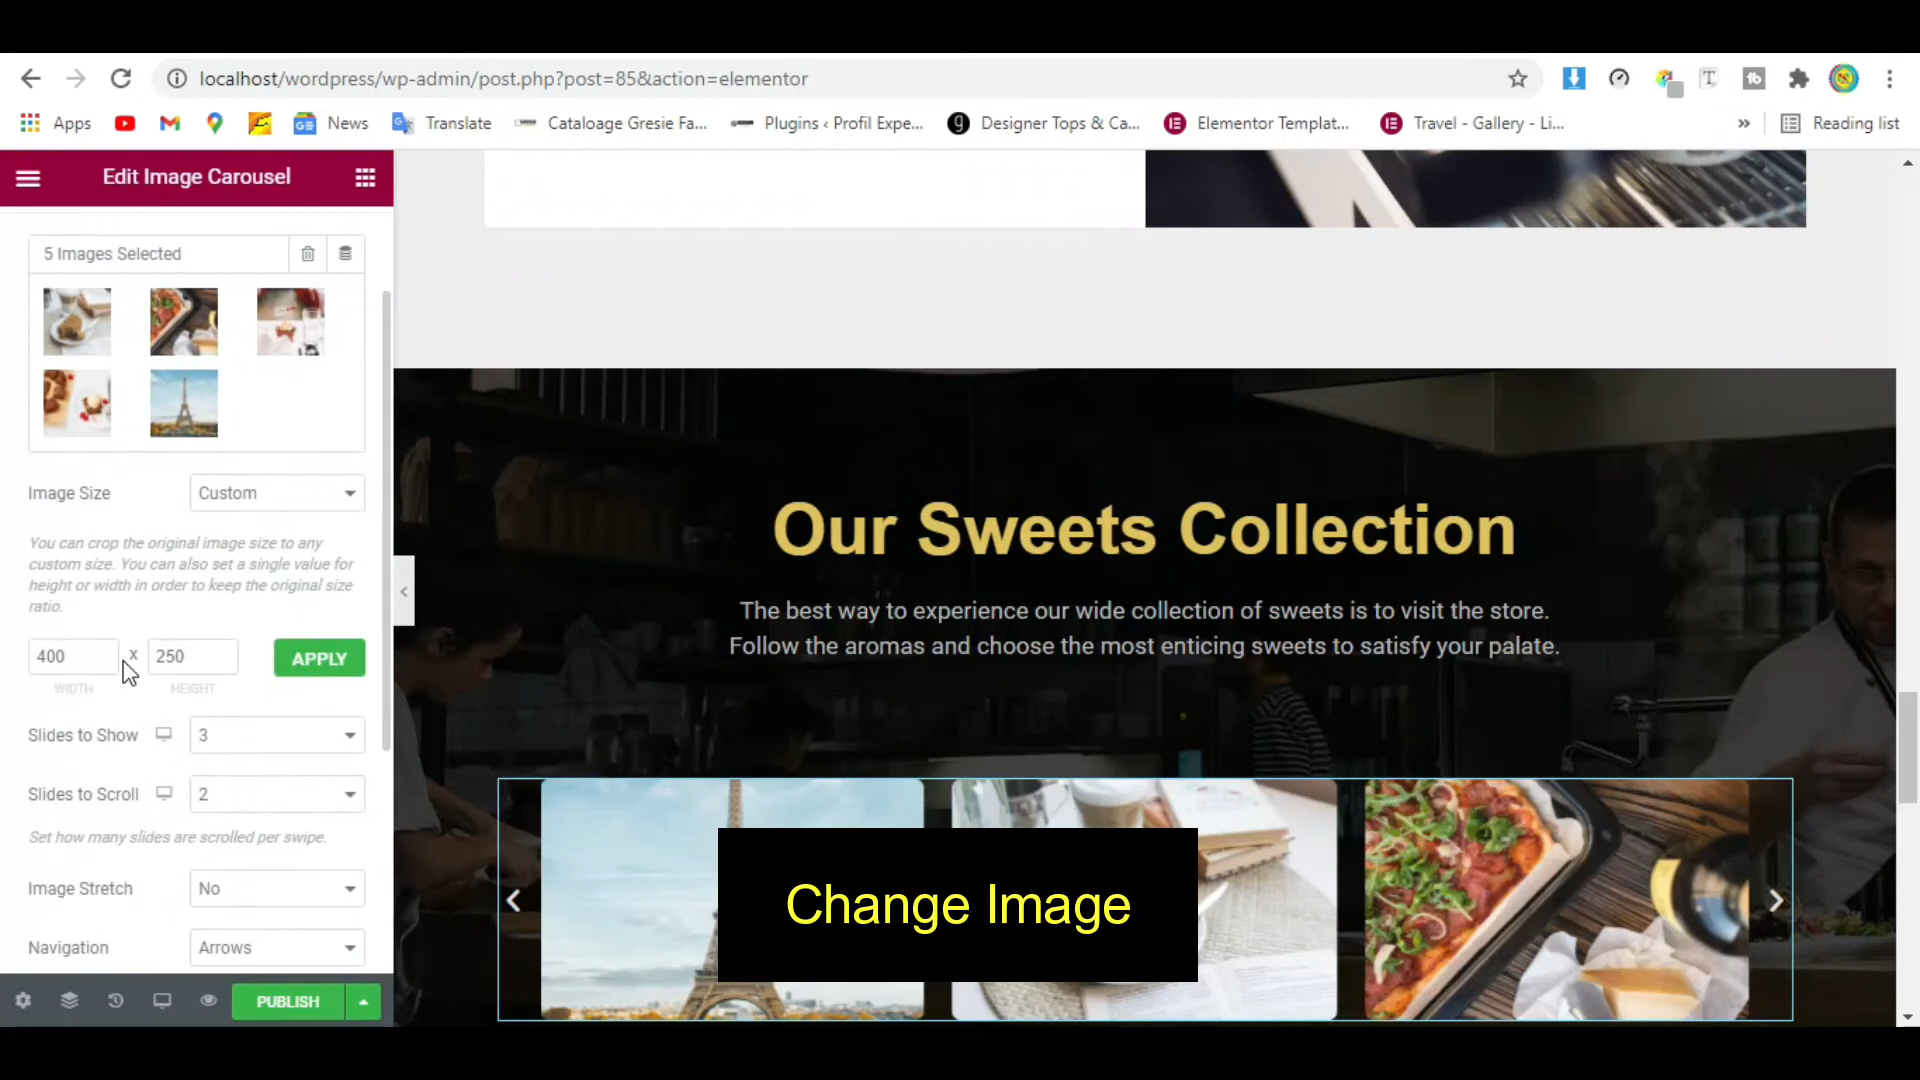 localhost/wordpress/wp-admin/post.php?post=85&action=elementor
Apps
News
Translate
Cataloage Gresie Fa...
Plugins ‹ Profil Expe...
Designer Tops & Ca...
Elementor Templat...
Travel - Gallery - Li...
»
Reading list
Edit Image Carousel
5 Images Selected
Image Size
Custom
You can crop the original image size to any
custom size. You can also set a single value for
height or width in order to keep the original size
ratio.
400 x 250
APPLY
WIDTH
HEIGHT
Slides to Show
3
Slides to Scroll
2
Set how many slides are scrolled per swipe.
Image Stretch
No
Navigation
Arrows
PUBLISH
Our Sweets Collection
The best way to experience our wide collection of sweets is to visit the store.
Follow the aromas and choose the most enticing sweets to satisfy your palate.
Change Image